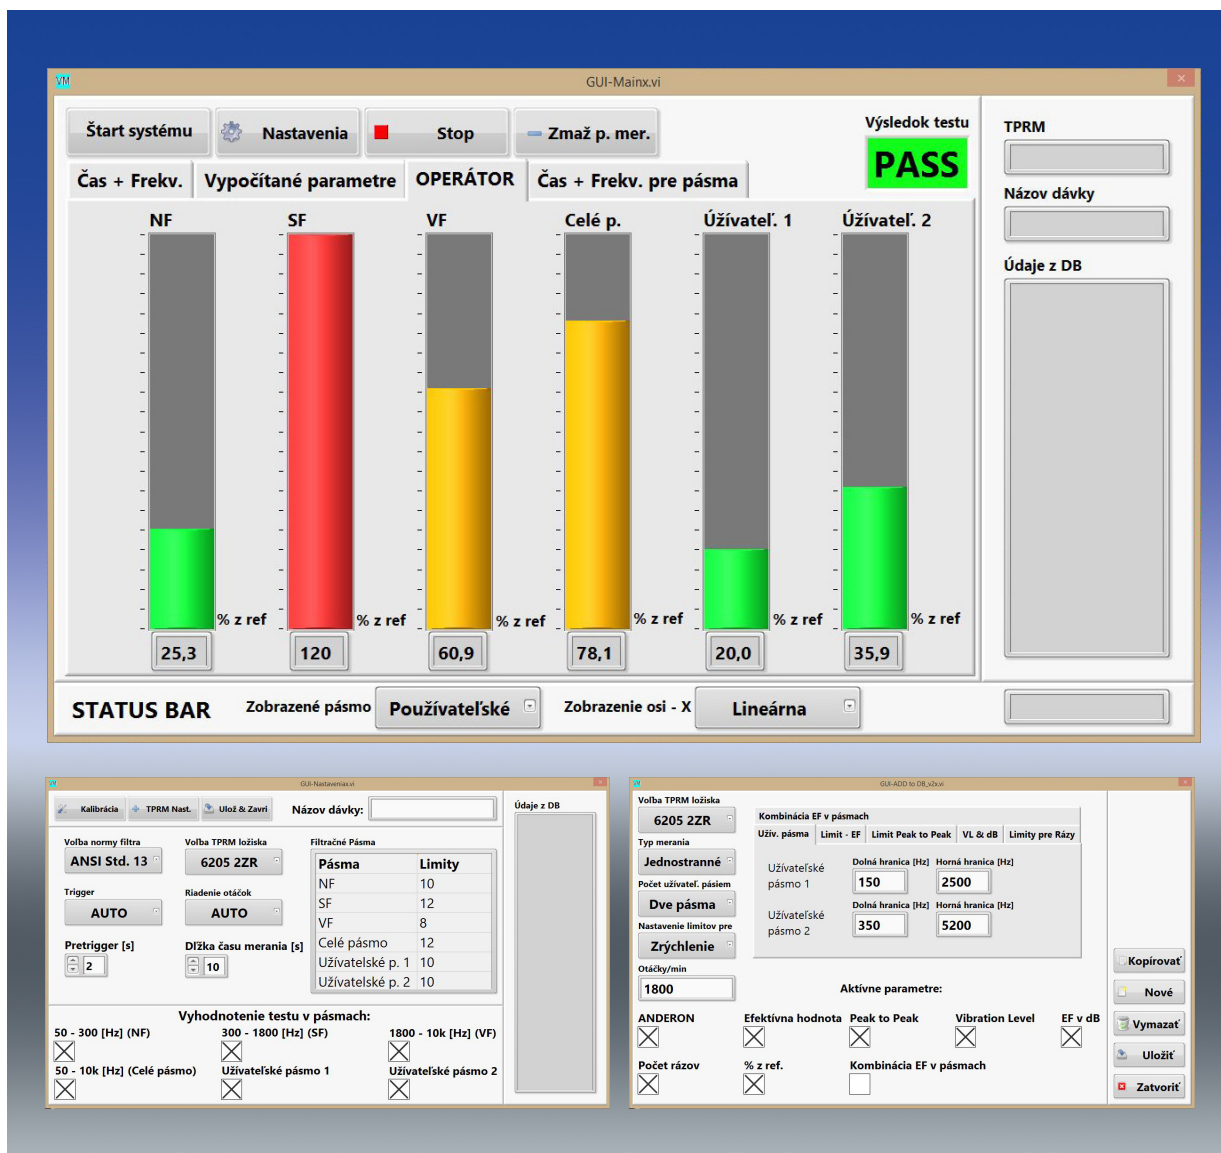 VM GUI-Mainx.vi
Štart systému Nastavenia Stop Zmaž p. mer.
Výsledok testu
PASS
Čas + Frekv. Vypočítané parametre OPERÁTOR Čas + Frekv. pre pásma
NF SF VF Celé p. Úžívateľ. 1 Úžívateľ. 2
% z ref % z ref % z ref % z ref % z ref % z ref
25,3 120 60,9 78,1 20,0 35,9
TPRM
Názov dávky
Údaje z DB
STATUS BAR Zobrazené pásmo Používateľské Zobrazenie osi - X Lineárna
GUI-Nastaveniax.vi
Kalibrácia TPRM Nast. Ulož & Zavri Názov dávky:
Údaje z DB
Voľba normy filtra Voľba TPRM ložiska Filtračné Pásma
ANSI Std. 13 6205 2ZR
Trigger Riadenie otáčok
AUTO AUTO
Pretrigger [s] Dľžka času merania [s]
2 10
Pásma Limity
NF 10
SF 12
VF 8
Celé pásmo 12
Užívatelské p. 1 10
Užívatelské p. 2 10
Vyhodnotenie testu v pásmach:
50 - 300 [Hz] (NF) 300 - 1800 [Hz] (SF) 1800 - 10k [Hz] (VF)
50 - 10k [Hz] (Celé pásmo) Užívateľské pásmo 1 Užívateľské pásmo 2
GUI-ADD to DB_v2x.vi
Voľba TPRM ložiska
6205 2ZR
Typ merania
Jednostranné
Počet užívateľ. pásiem
Dve pásma
Nastavenie limitov pre
Zrýchlenie
Otáčky/min
1800
Kombinácia EF v pásmach
Užív. pásma Limit - EF Limit Peak to Peak VL & dB Limity pre Rázy
Dolná hranica [Hz] Horná hranica [Hz]
Užívateľské
pásmo 1
150 2500
Dolná hranica [Hz] Horná hranica [Hz]
Užívateľské
pásmo 2
350 5200
Aktívne parametre:
ANDERON Efektívna hodnota Peak to Peak Vibration Level EF v dB
Počet rázov % z ref. Kombinácia EF v pásmach
Kopírovať
Nové
Vymazať
Uložiť
Zatvoriť